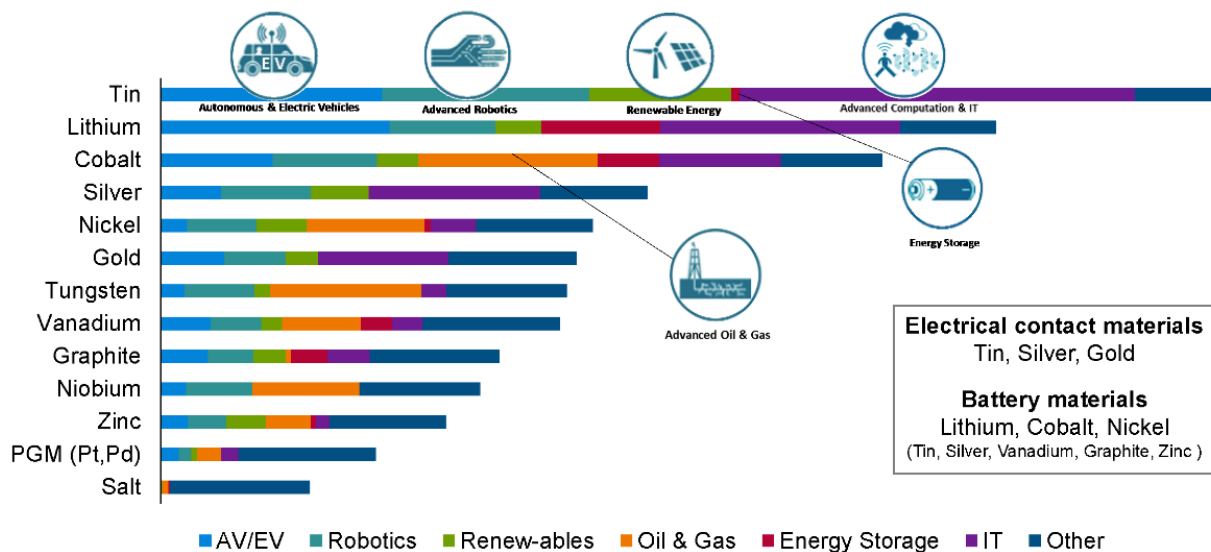 EV
Tin
Autonomous & Electric Vehicles
Advanced Robotics
Renewable Energy
Advanced Computation & IT
Lithium
Cobalt
Silver
Energy Storage
Nickel
Gold
Tungsten
Vanadium
Advanced Oil & Gas
Graphite
Niobium
Zinc
PGM (Pt,Pd)
Salt
Electrical contact materials
Tin, Silver, Gold
Battery materials
Lithium, Cobalt, Nickel
(Tin, Silver, Vanadium, Graphite, Zinc )
AV/EV Robotics Renew-ables Oil & Gas Energy Storage IT Other